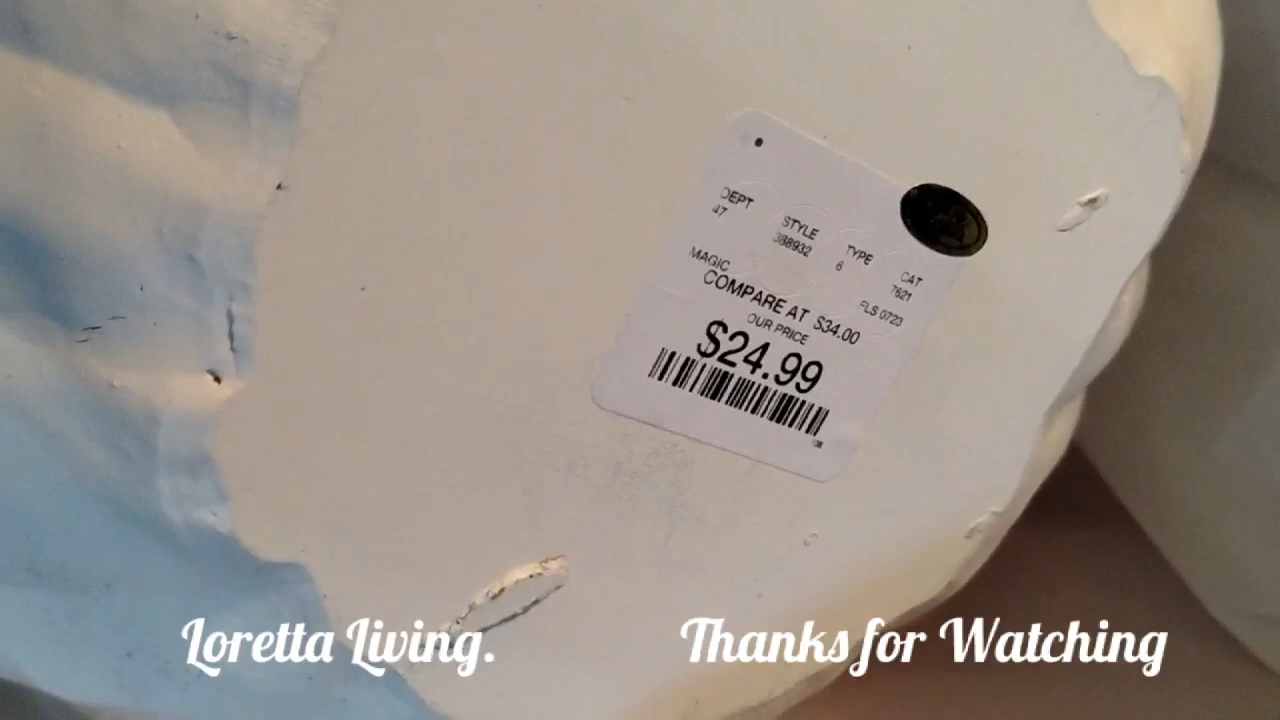 DEPT STYLE TYPE CAT
47 388932 6 7621
MAGIC FLS 0723
COMPARE AT $34.00
OUR PRICE
$24.99
Loretta Living. Thanks for Watching